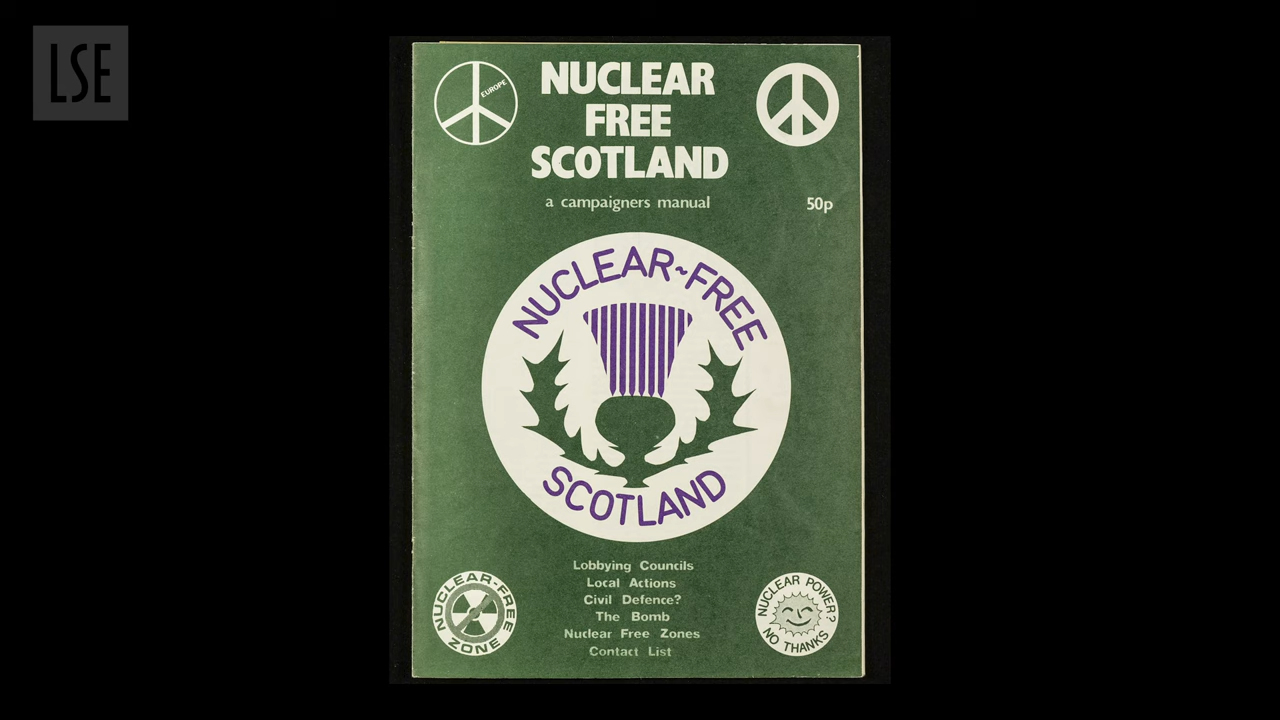 LSE
EUROPE
NUCLEAR
FREE
SCOTLAND
a campaigners manual
50p
NUCLEAR~FREE
SCOTLAND
Lobbying Councils
Local Actions
Civil Defence?
The Bomb
Nuclear Free Zones
Contact List
NUCLEAR-FREE
ZONE
NUCLEAR POWER?
NO THANKS